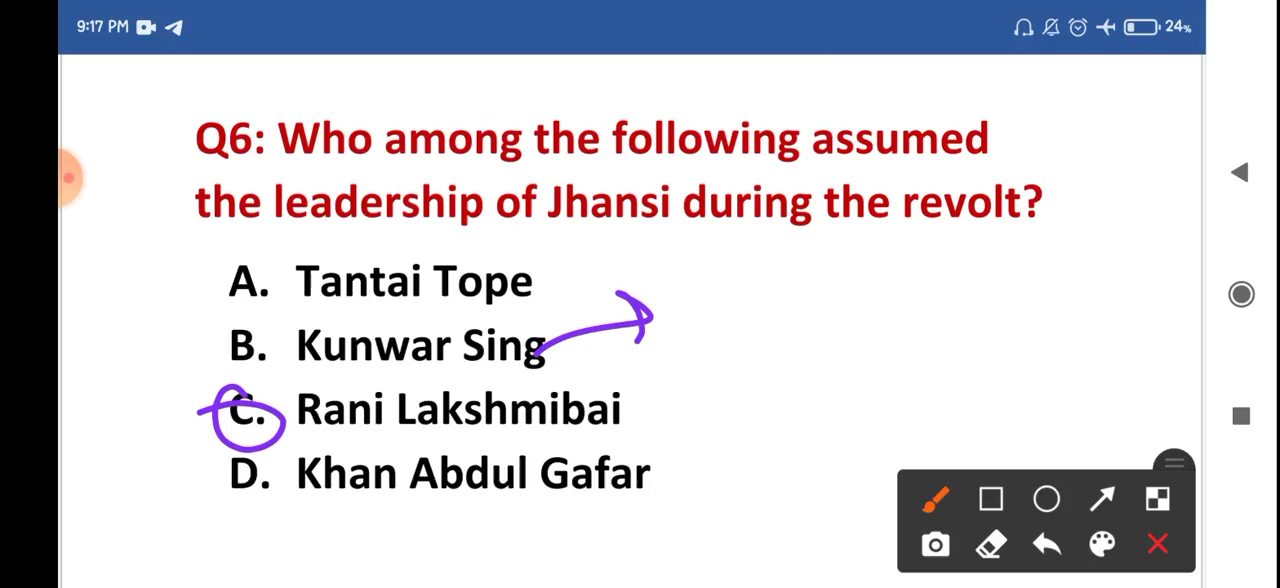 9:17 PM 24%
Q6: Who among the following assumed
the leadership of Jhansi during the revolt?
A. Tantai Tope
B. Kunwar Sing
C. Rani Lakshmibai
D. Khan Abdul Gafar